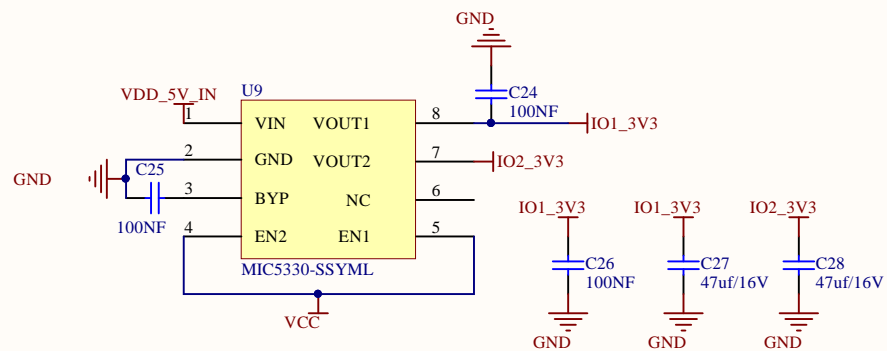 GND
U9
C24
VDD_5V_IN
100NF
1
VIN
VOUT1
8
IO1_3V3
2
GND
VOUT2
7
IO2_3V3
C25
GND
3
BYP
NC
6
100NF
4
EN2
EN1
5
IO1_3V3
IO1_3V3
IO2_3V3
MIC5330-SSYML
C26
C27
C28
100NF
47uf/16V
47uf/16V
VCC
GND
GND
GND